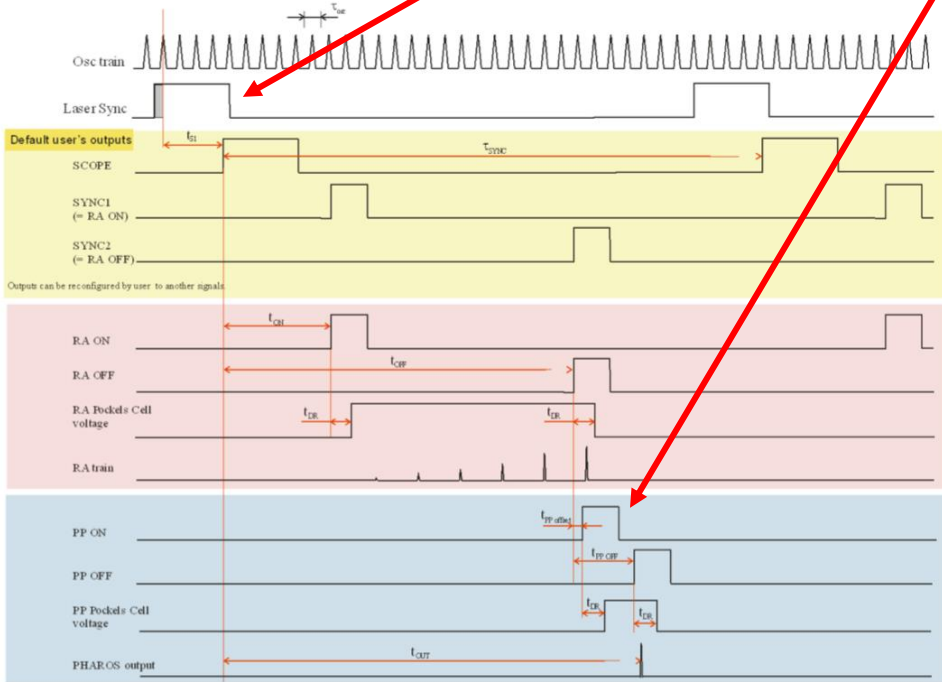 τosc
Osc train
Laser Sync
Default user's outputs
tS1
τSYNC
SCOPE
SYNC1
(= RA ON)
SYNC2
(= RA OFF)
Outputs can be reconfigured by user to another signals
tON
RA ON
tOFF
RA OFF
RA Pockels Cell
voltage
tDR
tDR
RA train
tPP offset
PP ON
tPP OFF
PP OFF
PP Pockels Cell
voltage
tDR
tDR
tOUT
PHAROS output